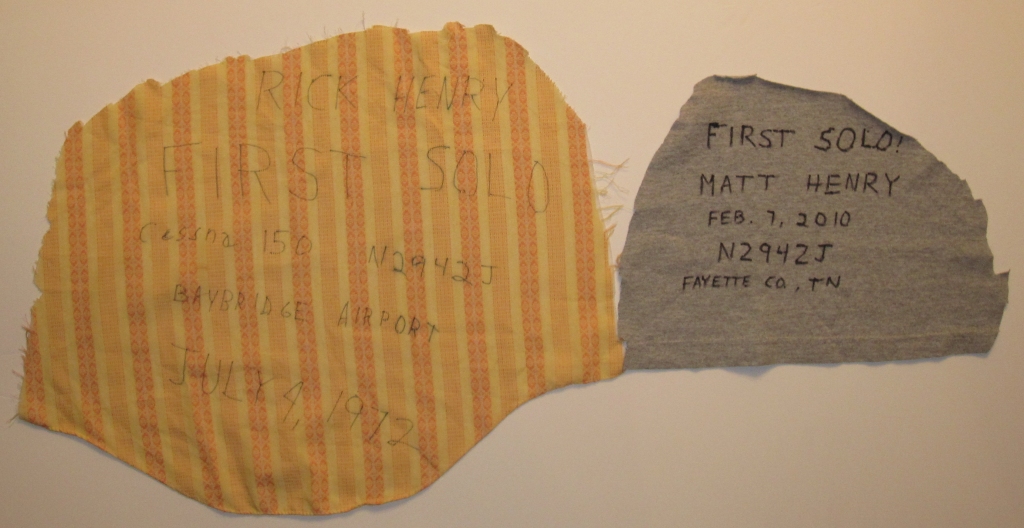 RICK HENRY
FIRST SOLO
Cessna 150 N2942J
BAYBRIDGE AIRPORT
JULY 4, 1972
FIRST SOLO!
MATT HENRY
FEB. 7, 2010
N2942J
FAYETTE CO., TN